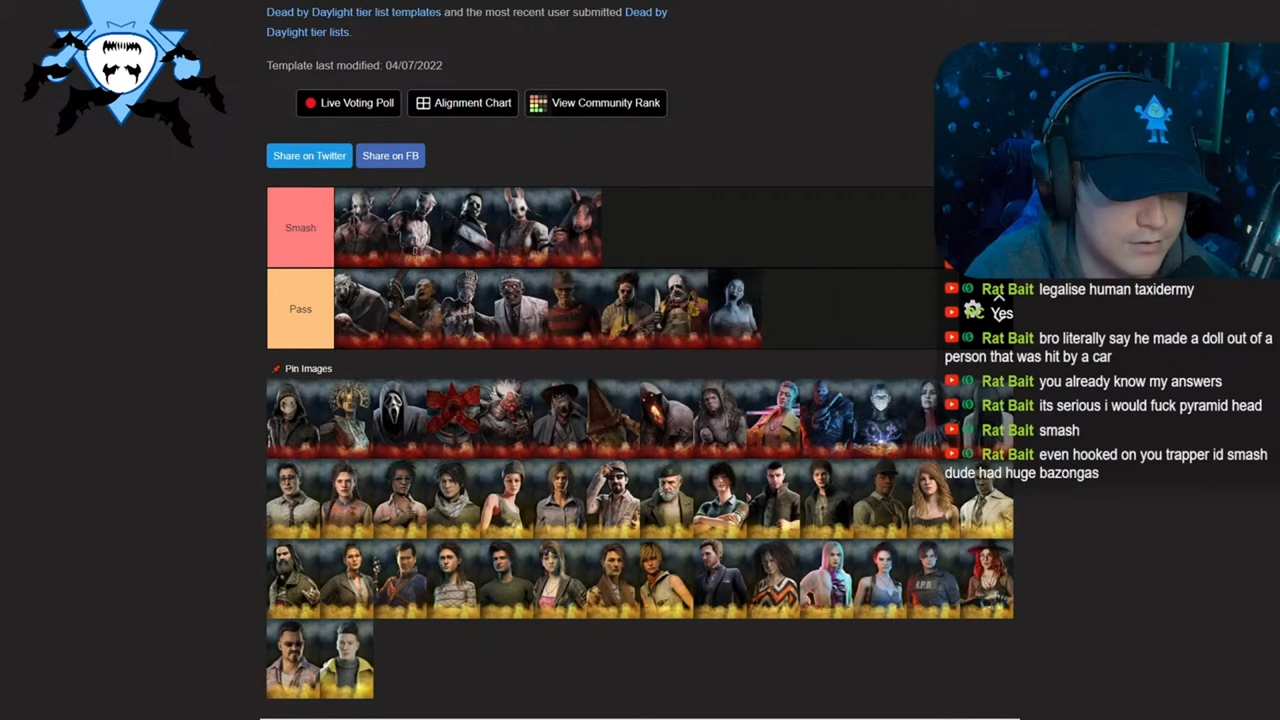 Dead by Daylight tier list templates and the most recent user submitted Dead by
Daylight tier lists.
Template last modified: 04/07/2022
Live Voting Poll
Alignment Chart
View Community Rank
Share on Twitter
Share on FB
Smash
Pass
Pin Images
Rat Bait legalise human taxidermy
Yes
Rat Bait bro literally say he made a doll out of a
person that was hit by a car
Rat Bait you already know my answers
Rat Bait its serious i would fuck pyramid head
Rat Bait smash
Rat Bait even hooked on you trapper id smash
dude had huge bazongas